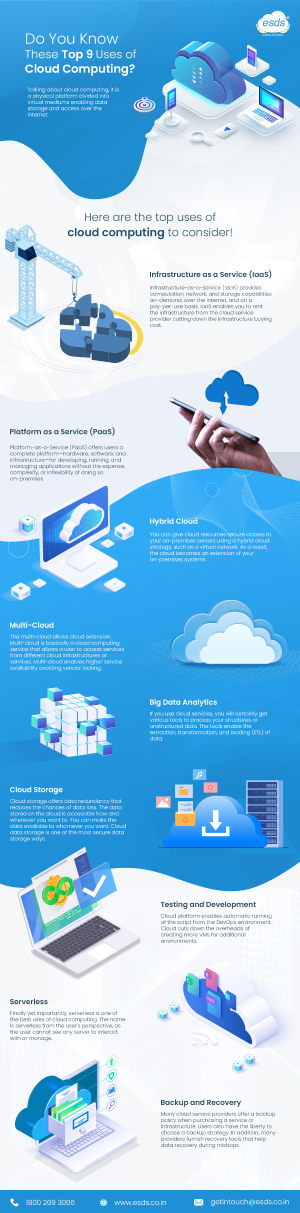 esds
Do You Know
These Top 9 Uses of
Cloud Computing?
Talking about cloud computing, it is
a physical platform divided into
virtual mediums enabling data
storage and access over the
internet.
Here are the top uses of
cloud computing to consider!
Infrastructure as a Service (IaaS)
Infrastructure-as-a-Service (IaaS) provides
computation, network, and storage capabilities
on-demand, over the internet, and on a
pay-per-use basis. IaaS enables you to rent
the infrastructure from the cloud service
provider cutting down the infrastructure buying
cost.
Platform as a Service (PaaS)
Platform-as-a-Service (PaaS) offers users a
complete platform—hardware, software, and
infrastructure—for developing, running, and
managing applications without the expense,
complexity, or infeasibility of doing so
on-premises.
Hybrid Cloud
You can give cloud resources secure access to
your on-premises servers using a hybrid cloud
strategy, such as a virtual network. As a result,
the cloud becomes an extension of your
on-premises systems.
Multi-Cloud
The multi-cloud allows cloud extension.
Multi-cloud is basically a cloud computing
service that allows a user to access services
from different cloud infrastructures or
services. Multi-cloud enables higher service
availability avoiding vendor locking.
Big Data Analytics
If you use cloud services, you will certainly get
various tools to process your structures or
unstructured data. The tools enable the
extraction, transformation, and loading (ETL) of
data.
Cloud Storage
Cloud storage offers data redundancy that
reduces the chances of data loss. The data
stored on the cloud is accessible how and
whenever you want to. You can make the
data available to whomever you want. Cloud
data storage is one of the most secure data
storage ways.
Testing and Development
Cloud platform enables automatic running
of the script from the DevOps environment.
Cloud cuts down the overheads of
creating more VMs for additional
environments.
Serverless
Finally yet importantly, serverless is one of
the best uses of cloud computing. The name
is serverless from the user's perspective, as
the user cannot see any server to interact
with or manage.
Backup and Recovery
Many cloud service providers offer a backup
policy when purchasing a service or
infrastructure. Users also have the liberty to
choose a backup strategy. In addition, many
providers furnish recovery tools that help
data recovery during mishaps.
1800 209 3006
www.esds.co.in
getintouch@esds.co.in